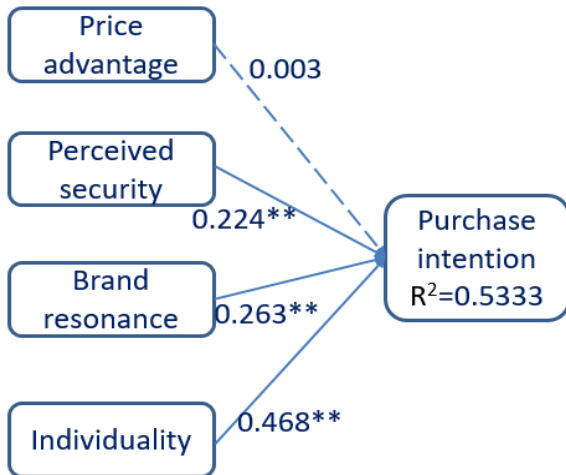 Price
advantage
0.003
Perceived
security
0.224**
Purchase
intention
R²=0.5333
Brand
resonance
0.263**
Individuality
0.468**